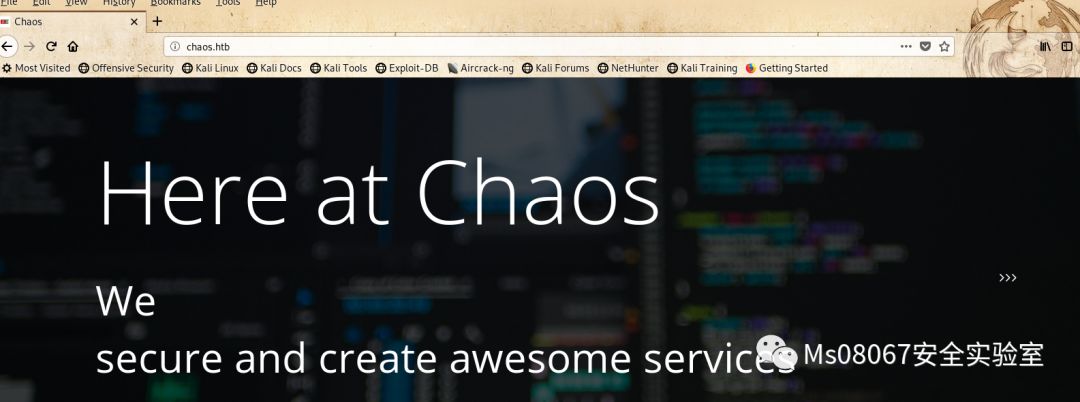 File Edit View History Bookmarks Tools Help
Chaos
chaos.htb
Most Visited Offensive Security Kali Linux Kali Docs Kali Tools Exploit-DB Aircrack-ng Kali Forums NetHunter Kali Training Getting Started
Here at Chaos
›››
We
secure and create awesome services
Ms08067安全实验室